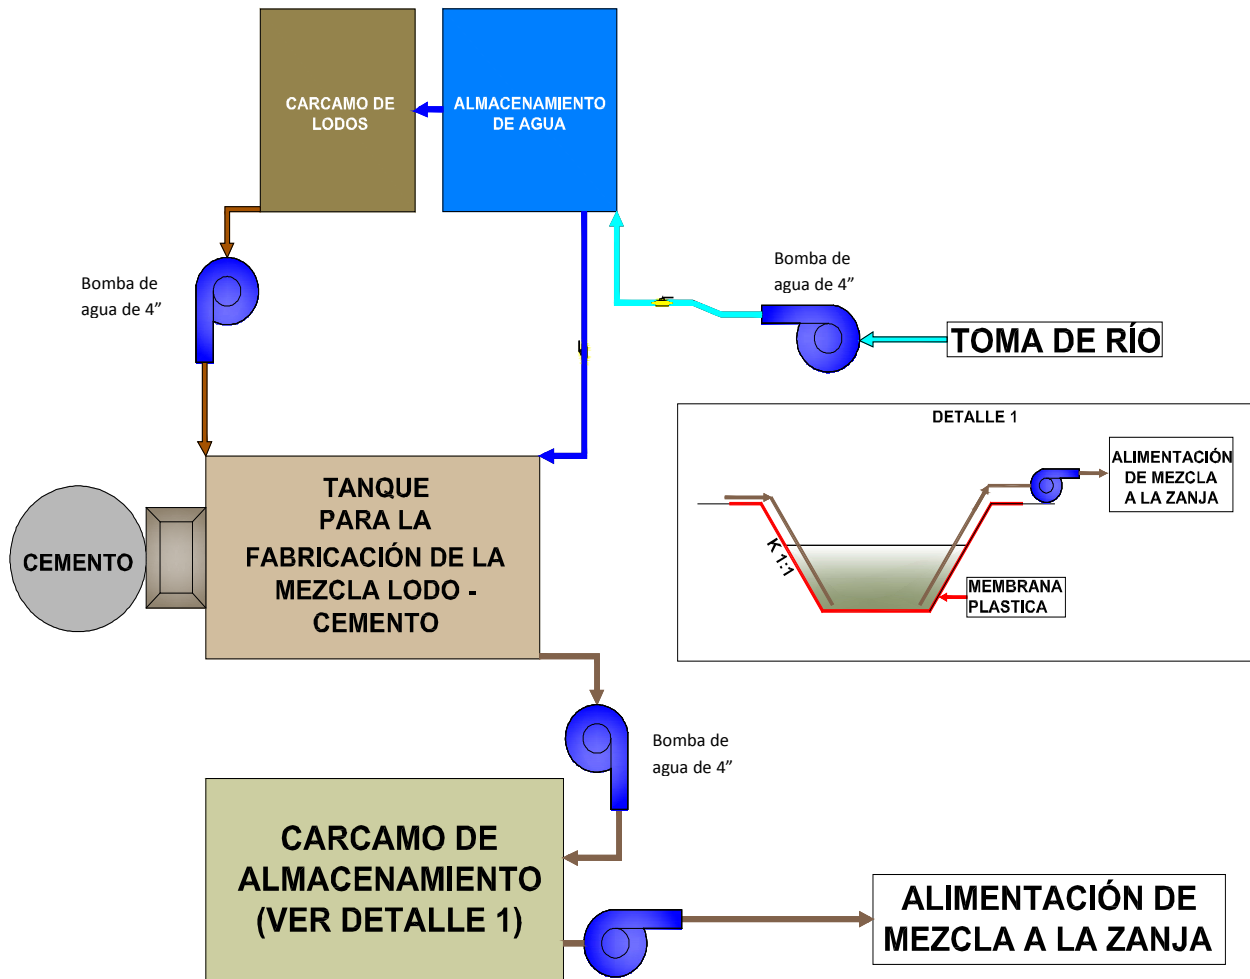 CARCAMO DE
LODOS
ALMACENAMIENTO
DE AGUA
Bomba de
agua de 4”
Bomba de
agua de 4”
TOMA DE RÍO
DETALLE 1
ALIMENTACIÓN
DE MEZCLA
A LA ZANJA
K 1:1
MEMBRANA
PLASTICA
CEMENTO
TANQUE
PARA LA
FABRICACIÓN DE LA
MEZCLA LODO -
CEMENTO
Bomba de
agua de 4”
CARCAMO DE
ALMACENAMIENTO
(VER DETALLE 1)
ALIMENTACIÓN DE
MEZCLA A LA ZANJA